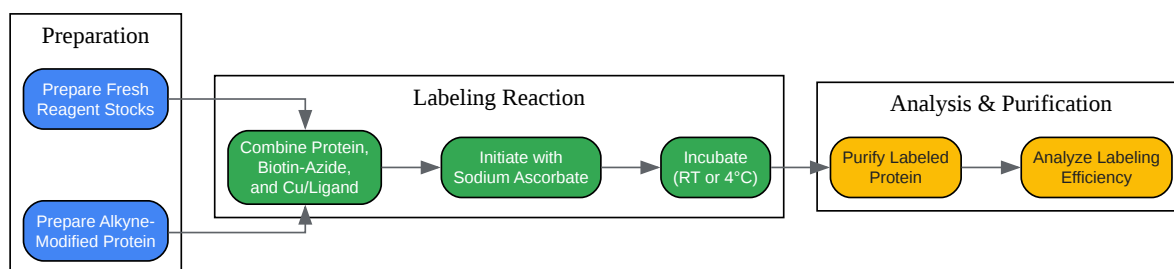 Preparation
Prepare Fresh
Reagent Stocks
Prepare Alkyne-
Modified Protein
Labeling Reaction
Combine Protein,
Biotin-Azide,
and Cu/Ligand
Initiate with
Sodium Ascorbate
Incubate
(RT or 4°C)
Analysis & Purification
Purify Labeled
Protein
Analyze Labeling
Efficiency